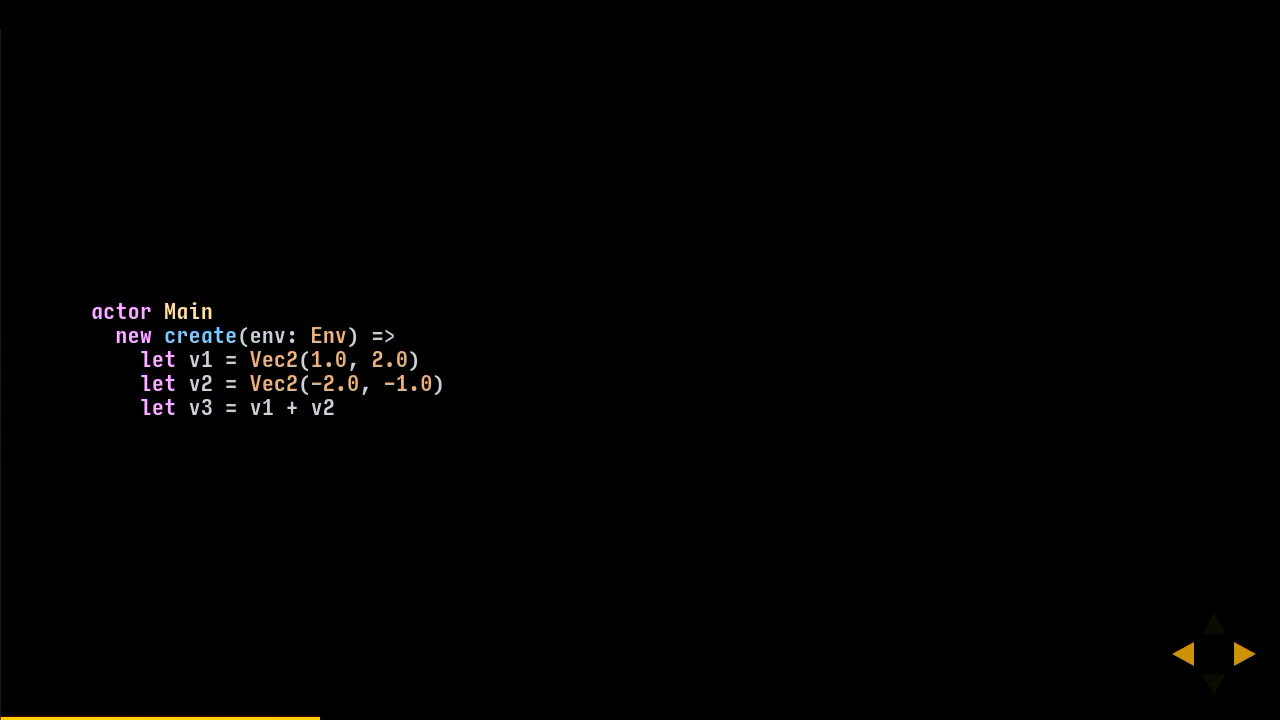 actor Main
  new create(env: Env) =>
    let v1 = Vec2(1.0, 2.0)
    let v2 = Vec2(-2.0, -1.0)
    let v3 = v1 + v2